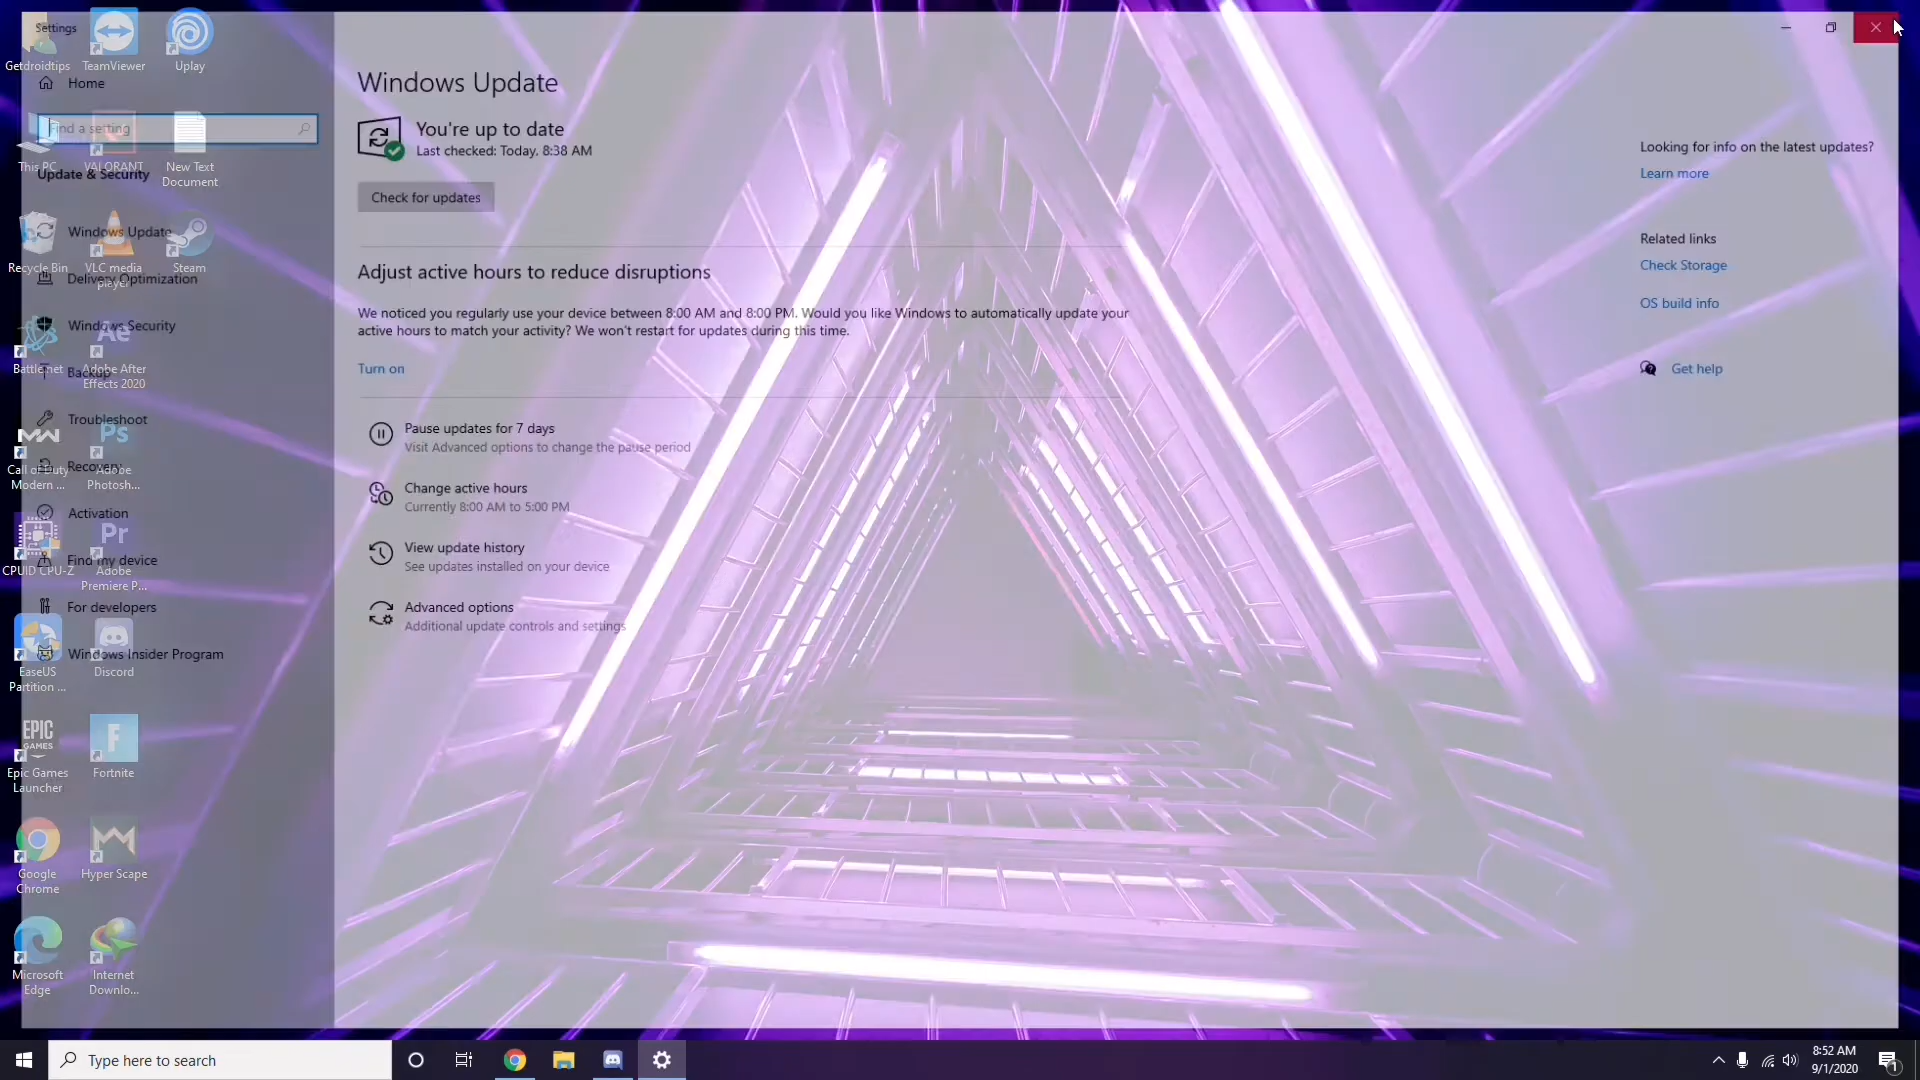 Settings
Home
Find a setting
Update & Security
Windows Update
Delivery Optimization
Windows Security
Backup
Troubleshoot
Recovery
Activation
Find my device
For developers
Windows Insider Program
Windows Update
You're up to date
Last checked: Today, 8:38 AM
Check for updates
Adjust active hours to reduce disruptions
We noticed you regularly use your device between 8:00 AM and 8:00 PM. Would you like Windows to automatically update your
active hours to match your activity? We won't restart for updates during this time.
Turn on
Pause updates for 7 days
Visit Advanced options to change the pause period
Change active hours
Currently 8:00 AM to 5:00 PM
View update history
See updates installed on your device
Advanced options
Additional update controls and settings
Looking for info on the latest updates?
Learn more
Related links
Check Storage
OS build info
Get help
Getdroidtips
TeamViewer
Uplay
This PC
VALORANT
New Text
Document
Recycle Bin
VLC media
player
Steam
Battle.net
Ae
Adobe After
Effects 2020
MW
Call of Duty
Modern ...
Ps
Adobe
Photosh...
CPUID CPU-Z
Pr
Adobe
Premiere P...
EaseUS
Partition ...
Discord
EPIC
GAMES
Epic Games
Launcher
F
Fortnite
Google
Chrome
Hyper Scape
Microsoft
Edge
Internet
Downlo...
Type here to search
8:52 AM
9/1/2020
1